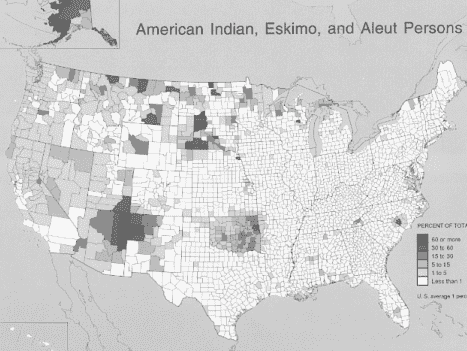 American Indian, Eskimo, and Aleut Persons
PERCENT OF TOTA
60 or more
30 to 60
15 to 30
5 to 15
1 to 5
Less than 1
U. S. average 1 perc